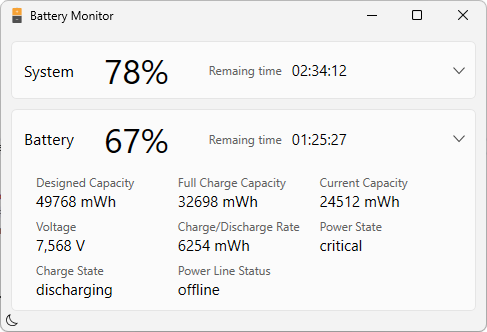 Battery Monitor
System 78% Remaing time 02:34:12
Battery 67% Remaing time 01:25:27
Designed Capacity Full Charge Capacity Current Capacity
49768 mWh 32698 mWh 24512 mWh
Voltage Charge/Discharge Rate Power State
7,568 V 6254 mWh critical
Charge State Power Line Status
discharging offline